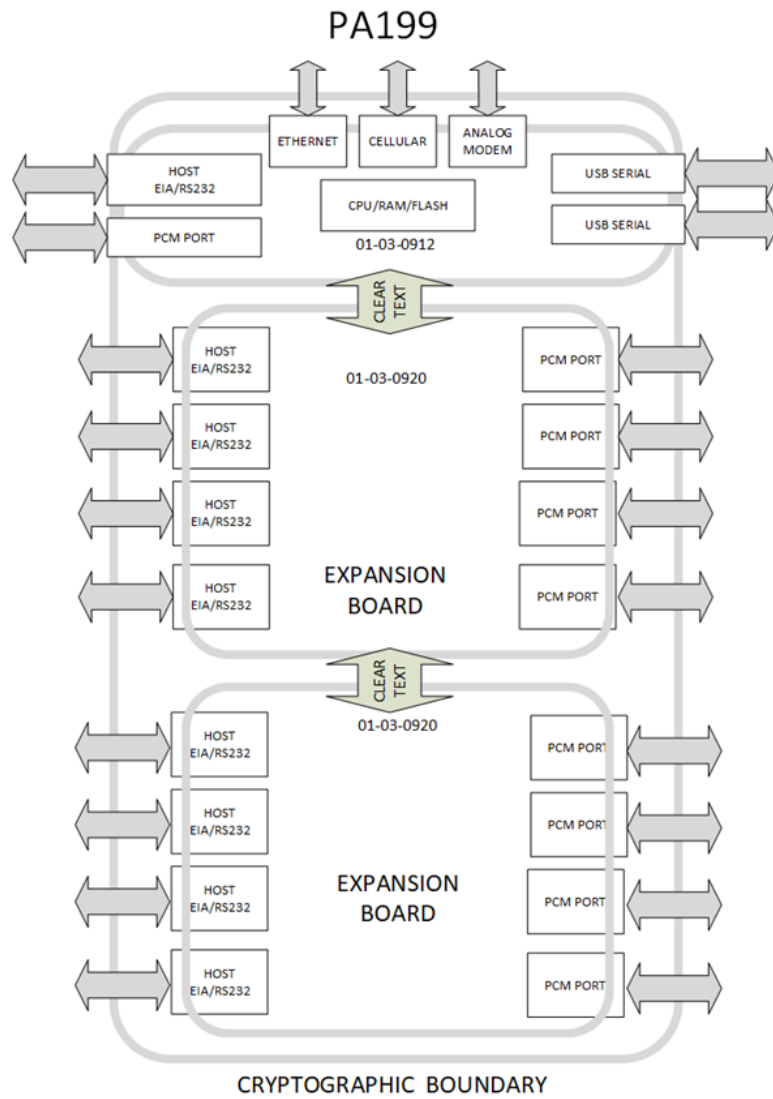 PA199
ETHERNET
CELLULAR
ANALOG
MODEM
HOST
EIA/RS232
USB SERIAL
CPU/RAM/FLASH
PCM PORT
USB SERIAL
01-03-0912
CLEAR
TEXT
HOST
EIA/RS232
PCM PORT
01-03-0920
HOST
EIA/RS232
PCM PORT
HOST
EIA/RS232
PCM PORT
HOST
EIA/RS232
PCM PORT
EXPANSION
BOARD
CLEAR
TEXT
01-03-0920
HOST
EIA/RS232
PCM PORT
HOST
EIA/RS232
PCM PORT
HOST
EIA/RS232
PCM PORT
EXPANSION
BOARD
HOST
EIA/RS232
PCM PORT
CRYPTOGRAPHIC BOUNDARY